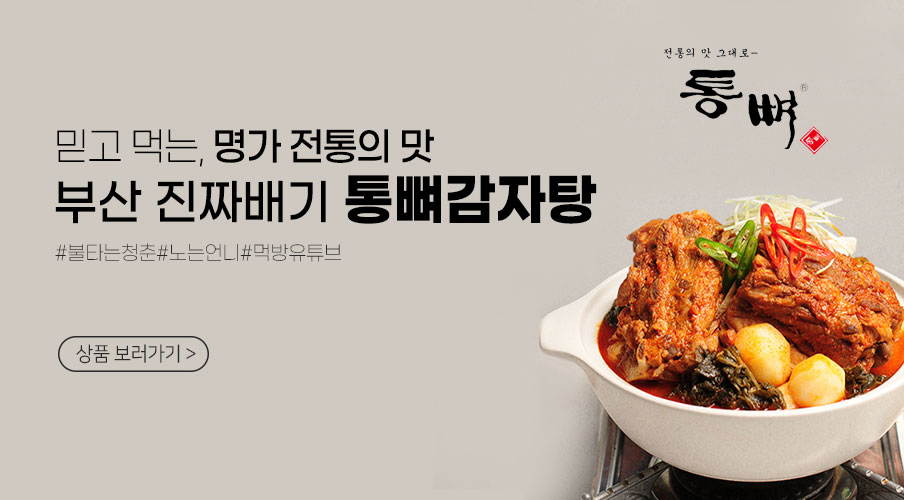 전통의 맛 그대로~
통뼈®
믿고 먹는, 명가 전통의 맛
부산 진짜배기 통뼈감자탕
#불타는청춘#노는언니#먹방유튜브
상품 보러가기 >